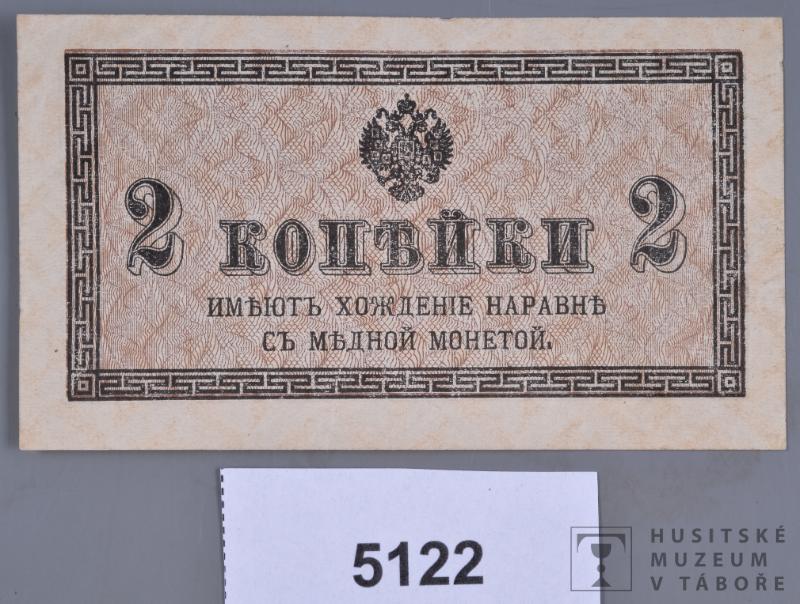 2 КОПѢЙКИ 2
ИМѢЮТЪ ХОЖДЕНІЕ НАРАВНѢ
СЪ МѢДНОЙ МОНЕТОЙ.
5122
HUSITSKÉ
MUZEUM
V TÁBOŘE